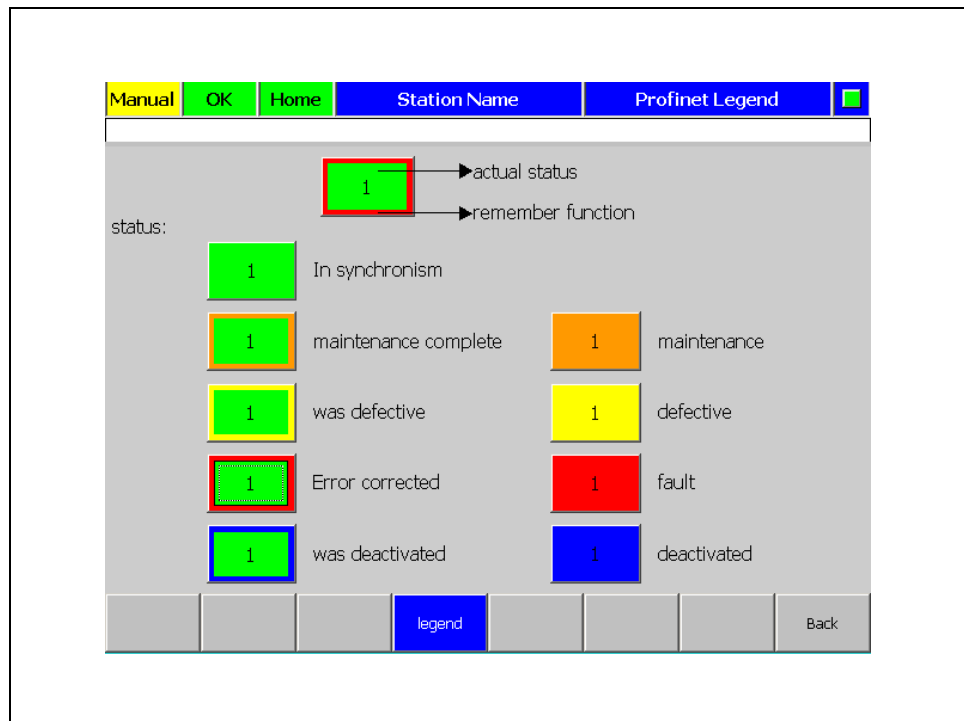 Manual OK Home Station Name Profinet Legend
1 actual status
remember function
status:
1 In synchronism
1 maintenance complete 1 maintenance
1 was defective 1 defective
1 Error corrected 1 fault
1 was deactivated 1 deactivated
legend Back